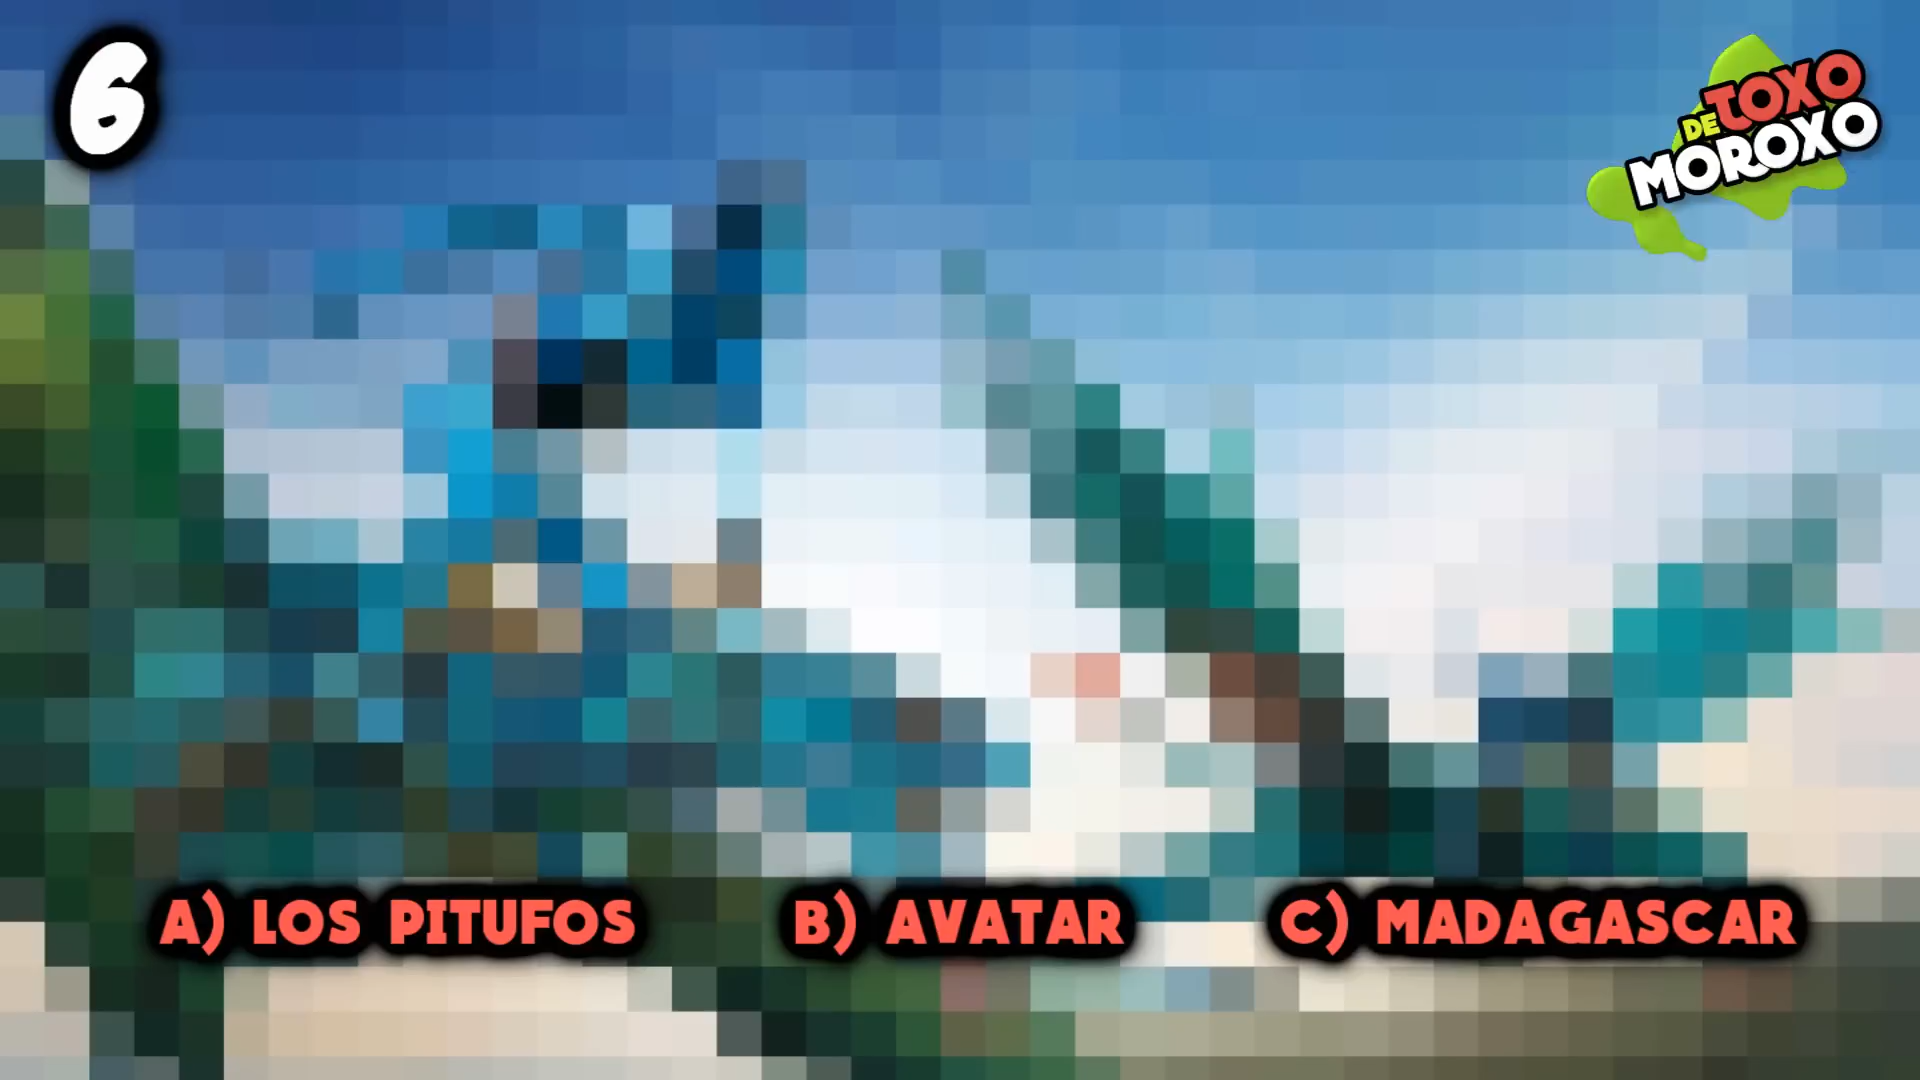 6
DE TOXO
MOROXO
A) LOS PITUFOS
B) AVATAR
C) MADAGASCAR